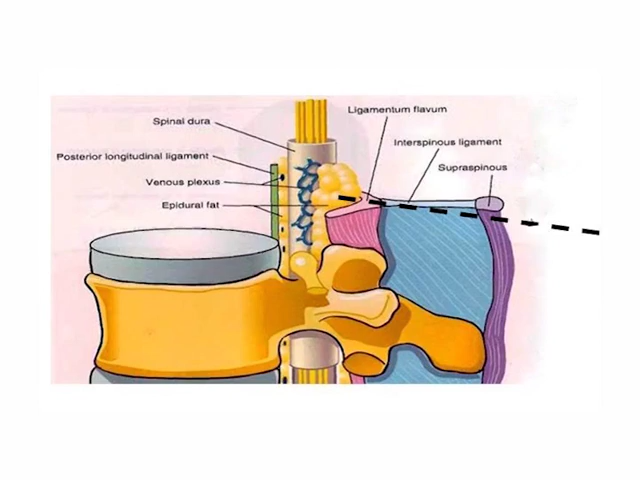 Ligamentum flavum
Spinal dura
Interspinous ligament
Posterior longitudinal ligament
Supraspinous
Venous plexus
Epidural fat